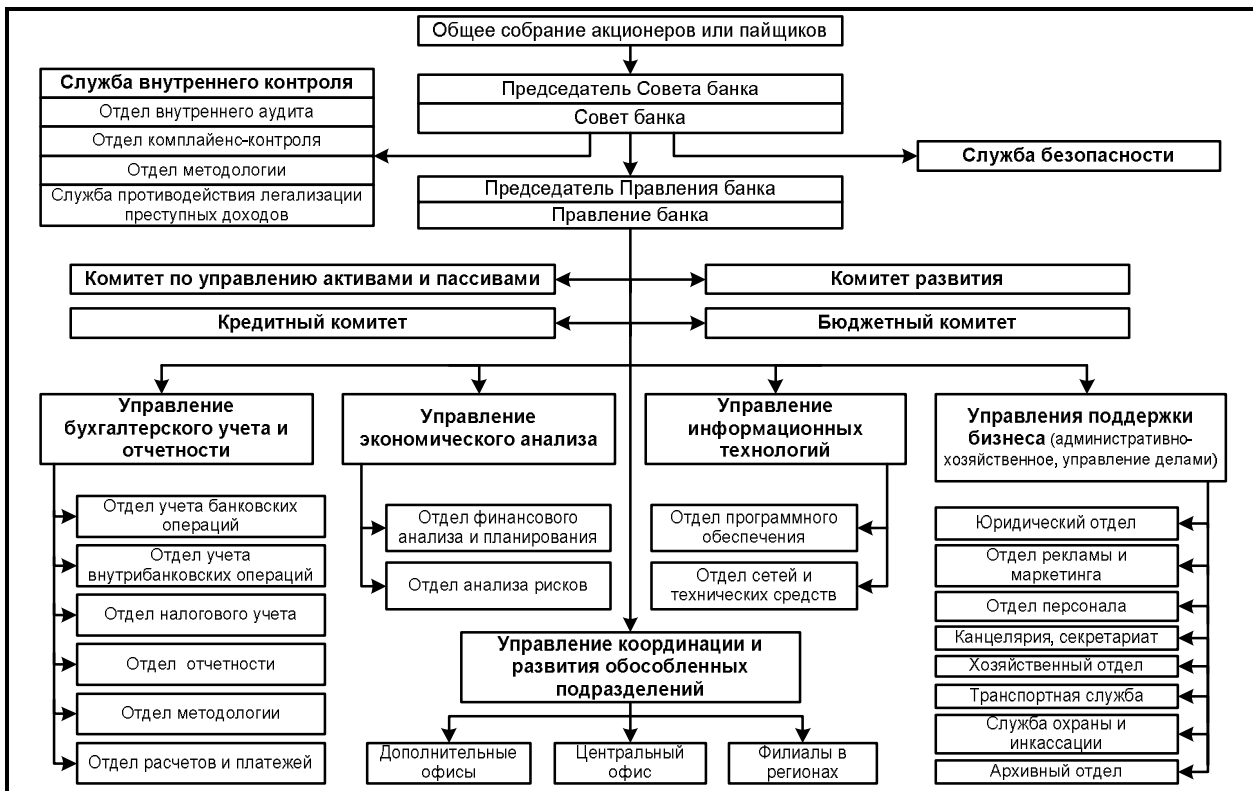 Общее собрание акционеров или пайщиков
Служба внутреннего контроля
Отдел внутреннего аудита
Отдел комплайенс-контроля
Отдел методологии
Служба противодействия легализации
преступных доходов
Председатель Совета банка
Совет банка
Служба безопасности
Председатель Правления банка
Правление банка
Комитет по управлению активами и пассивами
Комитет развития
Кредитный комитет
Бюджетный комитет
Управление
бухгалтерского учета и
отчетности
Отдел учета банковских
операций
Отдел учета
внутрибанковских операций
Отдел налогового учета
Отдел отчетности
Отдел методологии
Отдел расчетов и платежей
Управление
экономического анализа
Отдел финансового
анализа и планирования
Отдел анализа рисков
Управление
информационных
технологий
Отдел программного
обеспечения
Отдел сетей и
технических средств
Управления поддержки
бизнеса (административно-
хозяйственное, управление делами)
Юридический отдел
Отдел рекламы и
маркетинга
Отдел персонала
Канцелярия, секретариат
Хозяйственный отдел
Транспортная служба
Служба охраны и
инкассации
Архивный отдел
Управление координации и
развития обособленных
подразделений
Дополнительные
офисы
Центральный
офис
Филиалы в
регионах